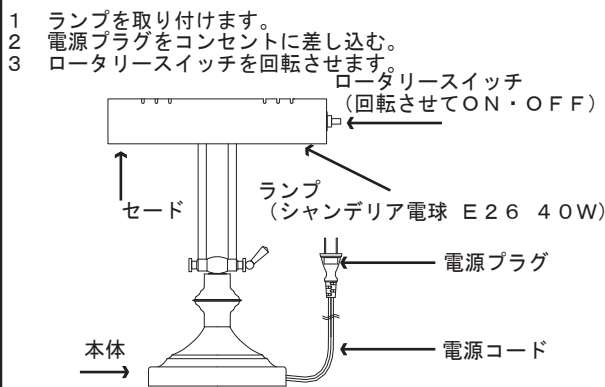 1　ランプを取り付けます。
2　電源プラグをコンセントに差し込む。
3　ロータリースイッチを回転させます。
ロータリースイッチ
（回転させてＯＮ・ＯＦＦ）
セード
ランプ
（シャンデリア電球　Ｅ２６　４０Ｗ）
電源プラグ
本体
電源コード